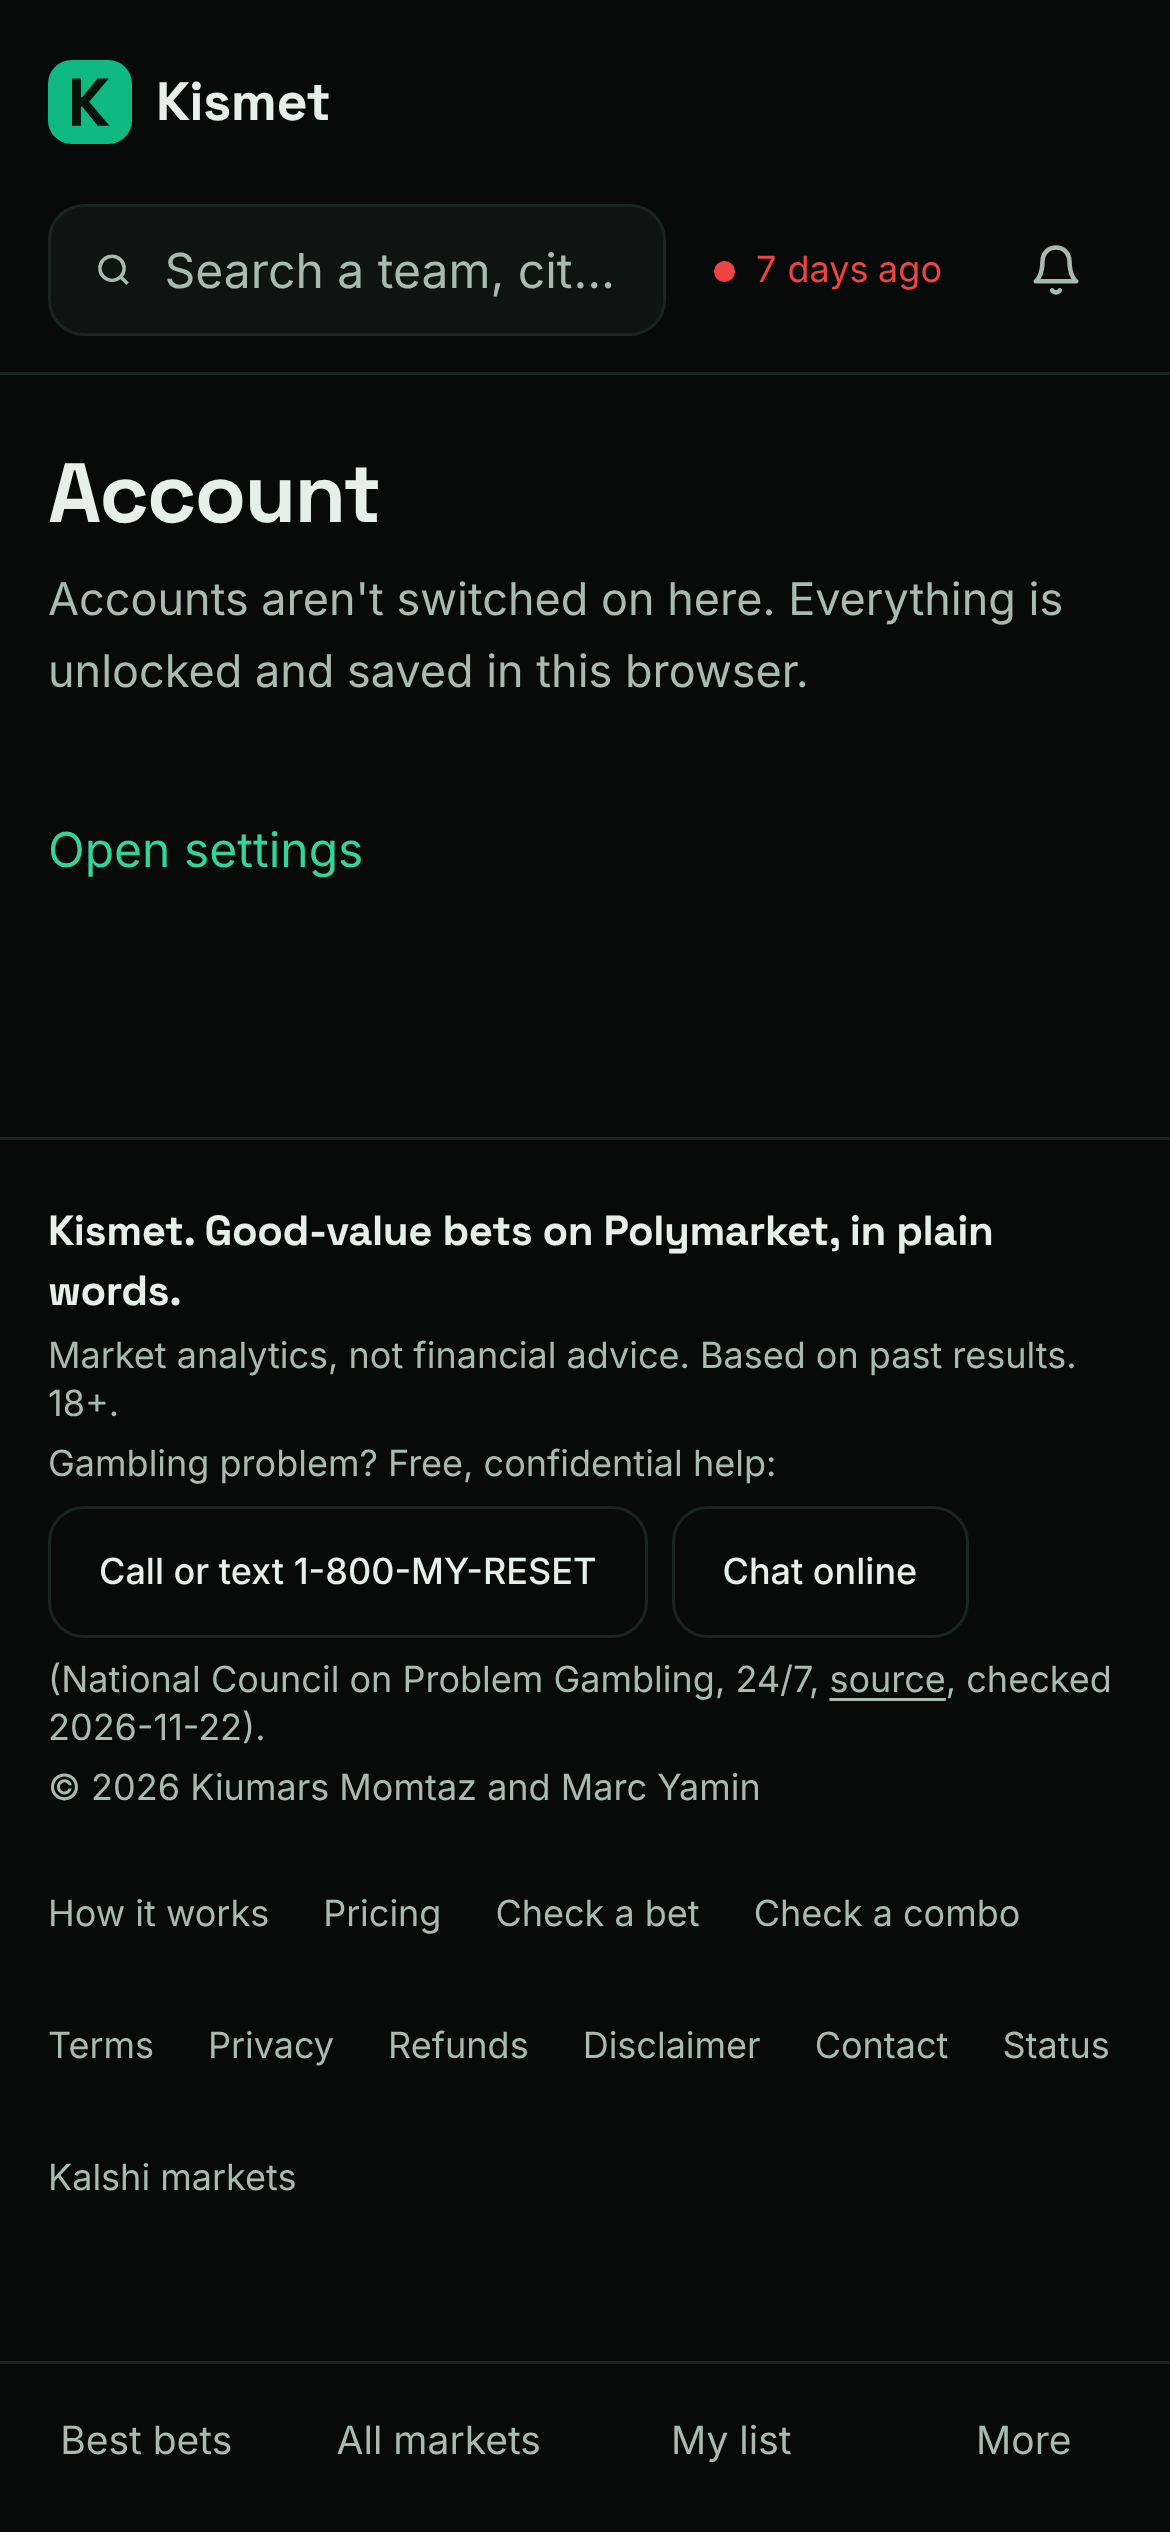 K Kismet
Search a team, cit...
7 days ago
Account
Accounts aren't switched on here. Everything is
unlocked and saved in this browser.
Open settings
Kismet. Good-value bets on Polymarket, in plain
words.
Market analytics, not financial advice. Based on past results.
18+.
Gambling problem? Free, confidential help:
Call or text 1-800-MY-RESET
Chat online
(National Council on Problem Gambling, 24/7, source, checked
2026-11-22).
© 2026 Kiumars Momtaz and Marc Yamin
How it works Pricing Check a bet Check a combo
Terms Privacy Refunds Disclaimer Contact Status
Kalshi markets
Best bets All markets My list More